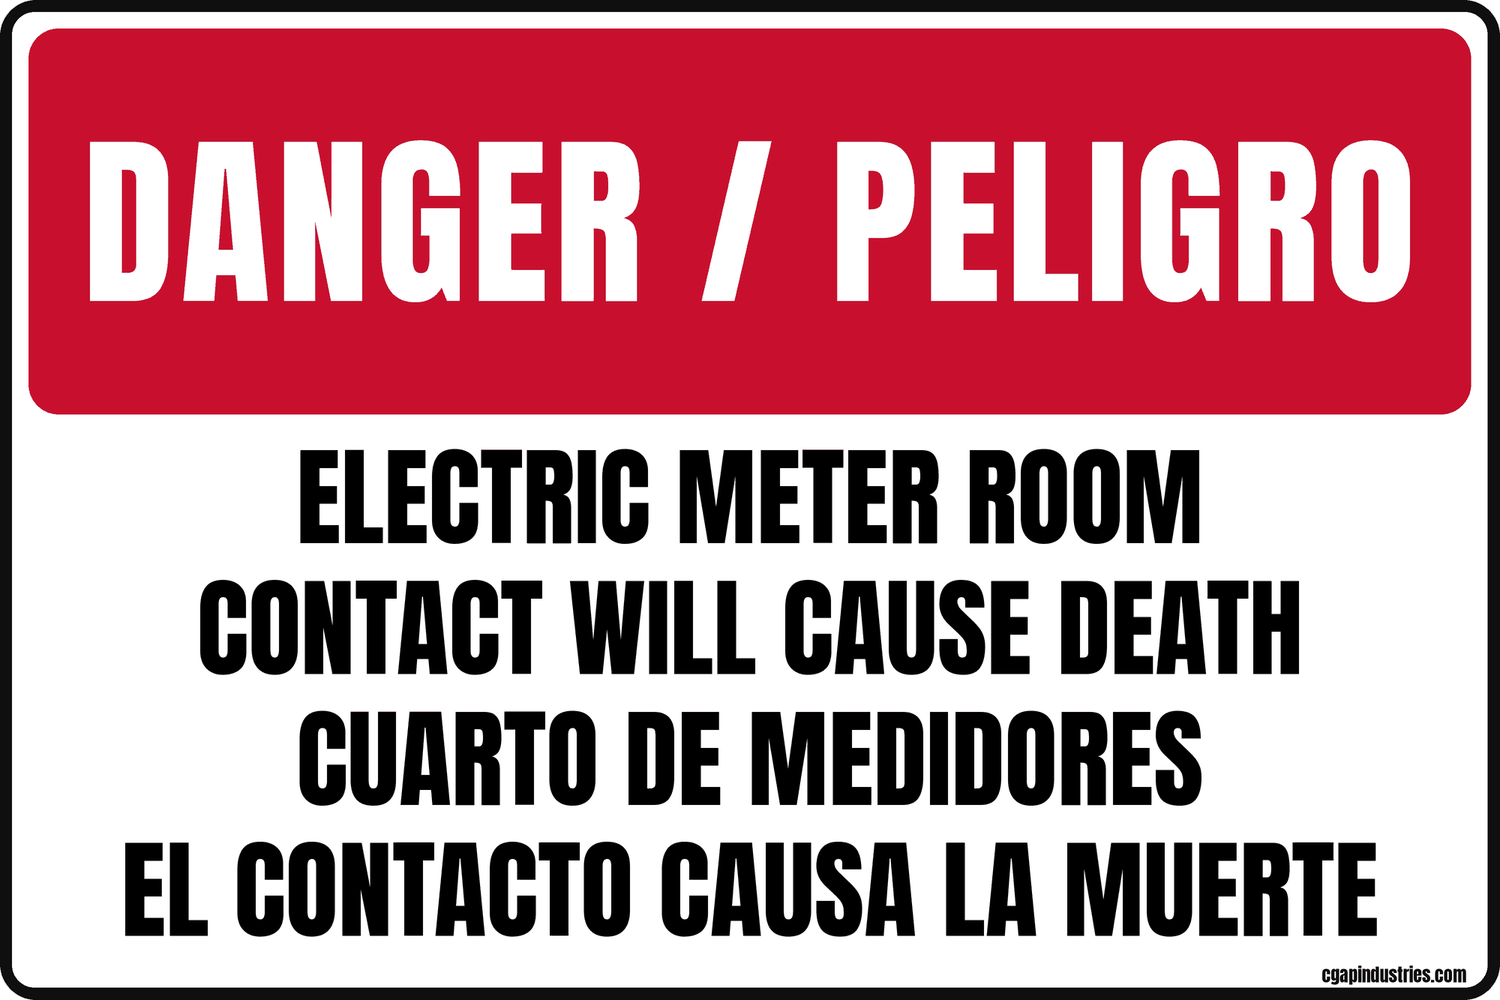 DANGER / PELIGRO
ELECTRIC METER ROOM
CONTACT WILL CAUSE DEATH
CUARTO DE MEDIDORES
EL CONTACTO CAUSA LA MUERTE
cgapindustries.com